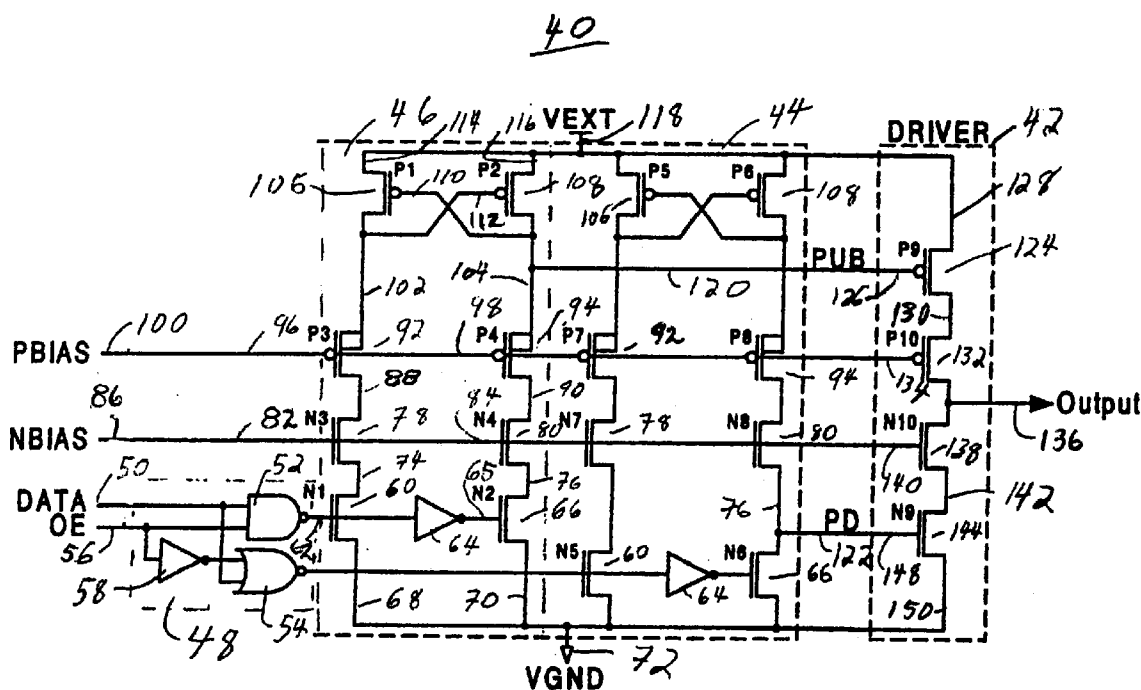 40
46 114 116 VEXT 118 44 DRIVER 42
P1 110 P2 108 P5 P6 108 128
106 112 106
PUB P9 124
102 104 120 126
130
98 94
PBIAS 100 96 P3 92 P4 P7 92 P8 P10 132
88 90 94 134
Output
86 84 136
NBIAS 82 N3 78 N4 80 N7 78 N8 80 N10 138
140
50 52 74 65 76 142
DATA N1 60 N2 76 PD N9
OE 62 64 66 122 144
56 N5 60 N6 66 148
58 54 68 70 64 150
48
VGND 72